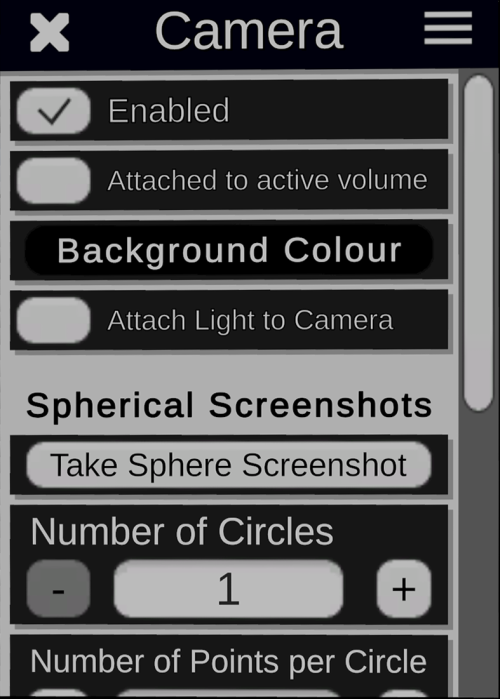 Camera
Enabled
Attached to active volume
Background Colour
Attach Light to Camera
Spherical Screenshots
Take Sphere Screenshot
Number of Circles
- 1 +
Number of Points per Circle